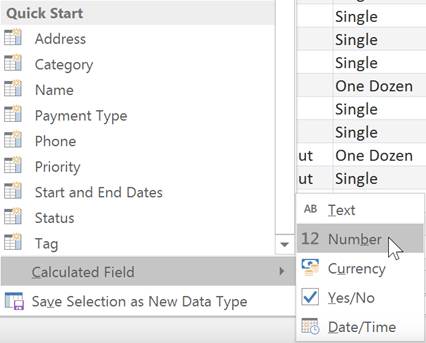 Quick Start
Address
Category
Name
Payment Type
Phone
Priority
Start and End Dates
Status
Tag
Calculated Field
Save Selection as New Data Type
Single
Single
Single
One Dozen
Single
Single
ut One Dozen
ut Single
AB Text
12 Number
Currency
Yes/No
Date/Time